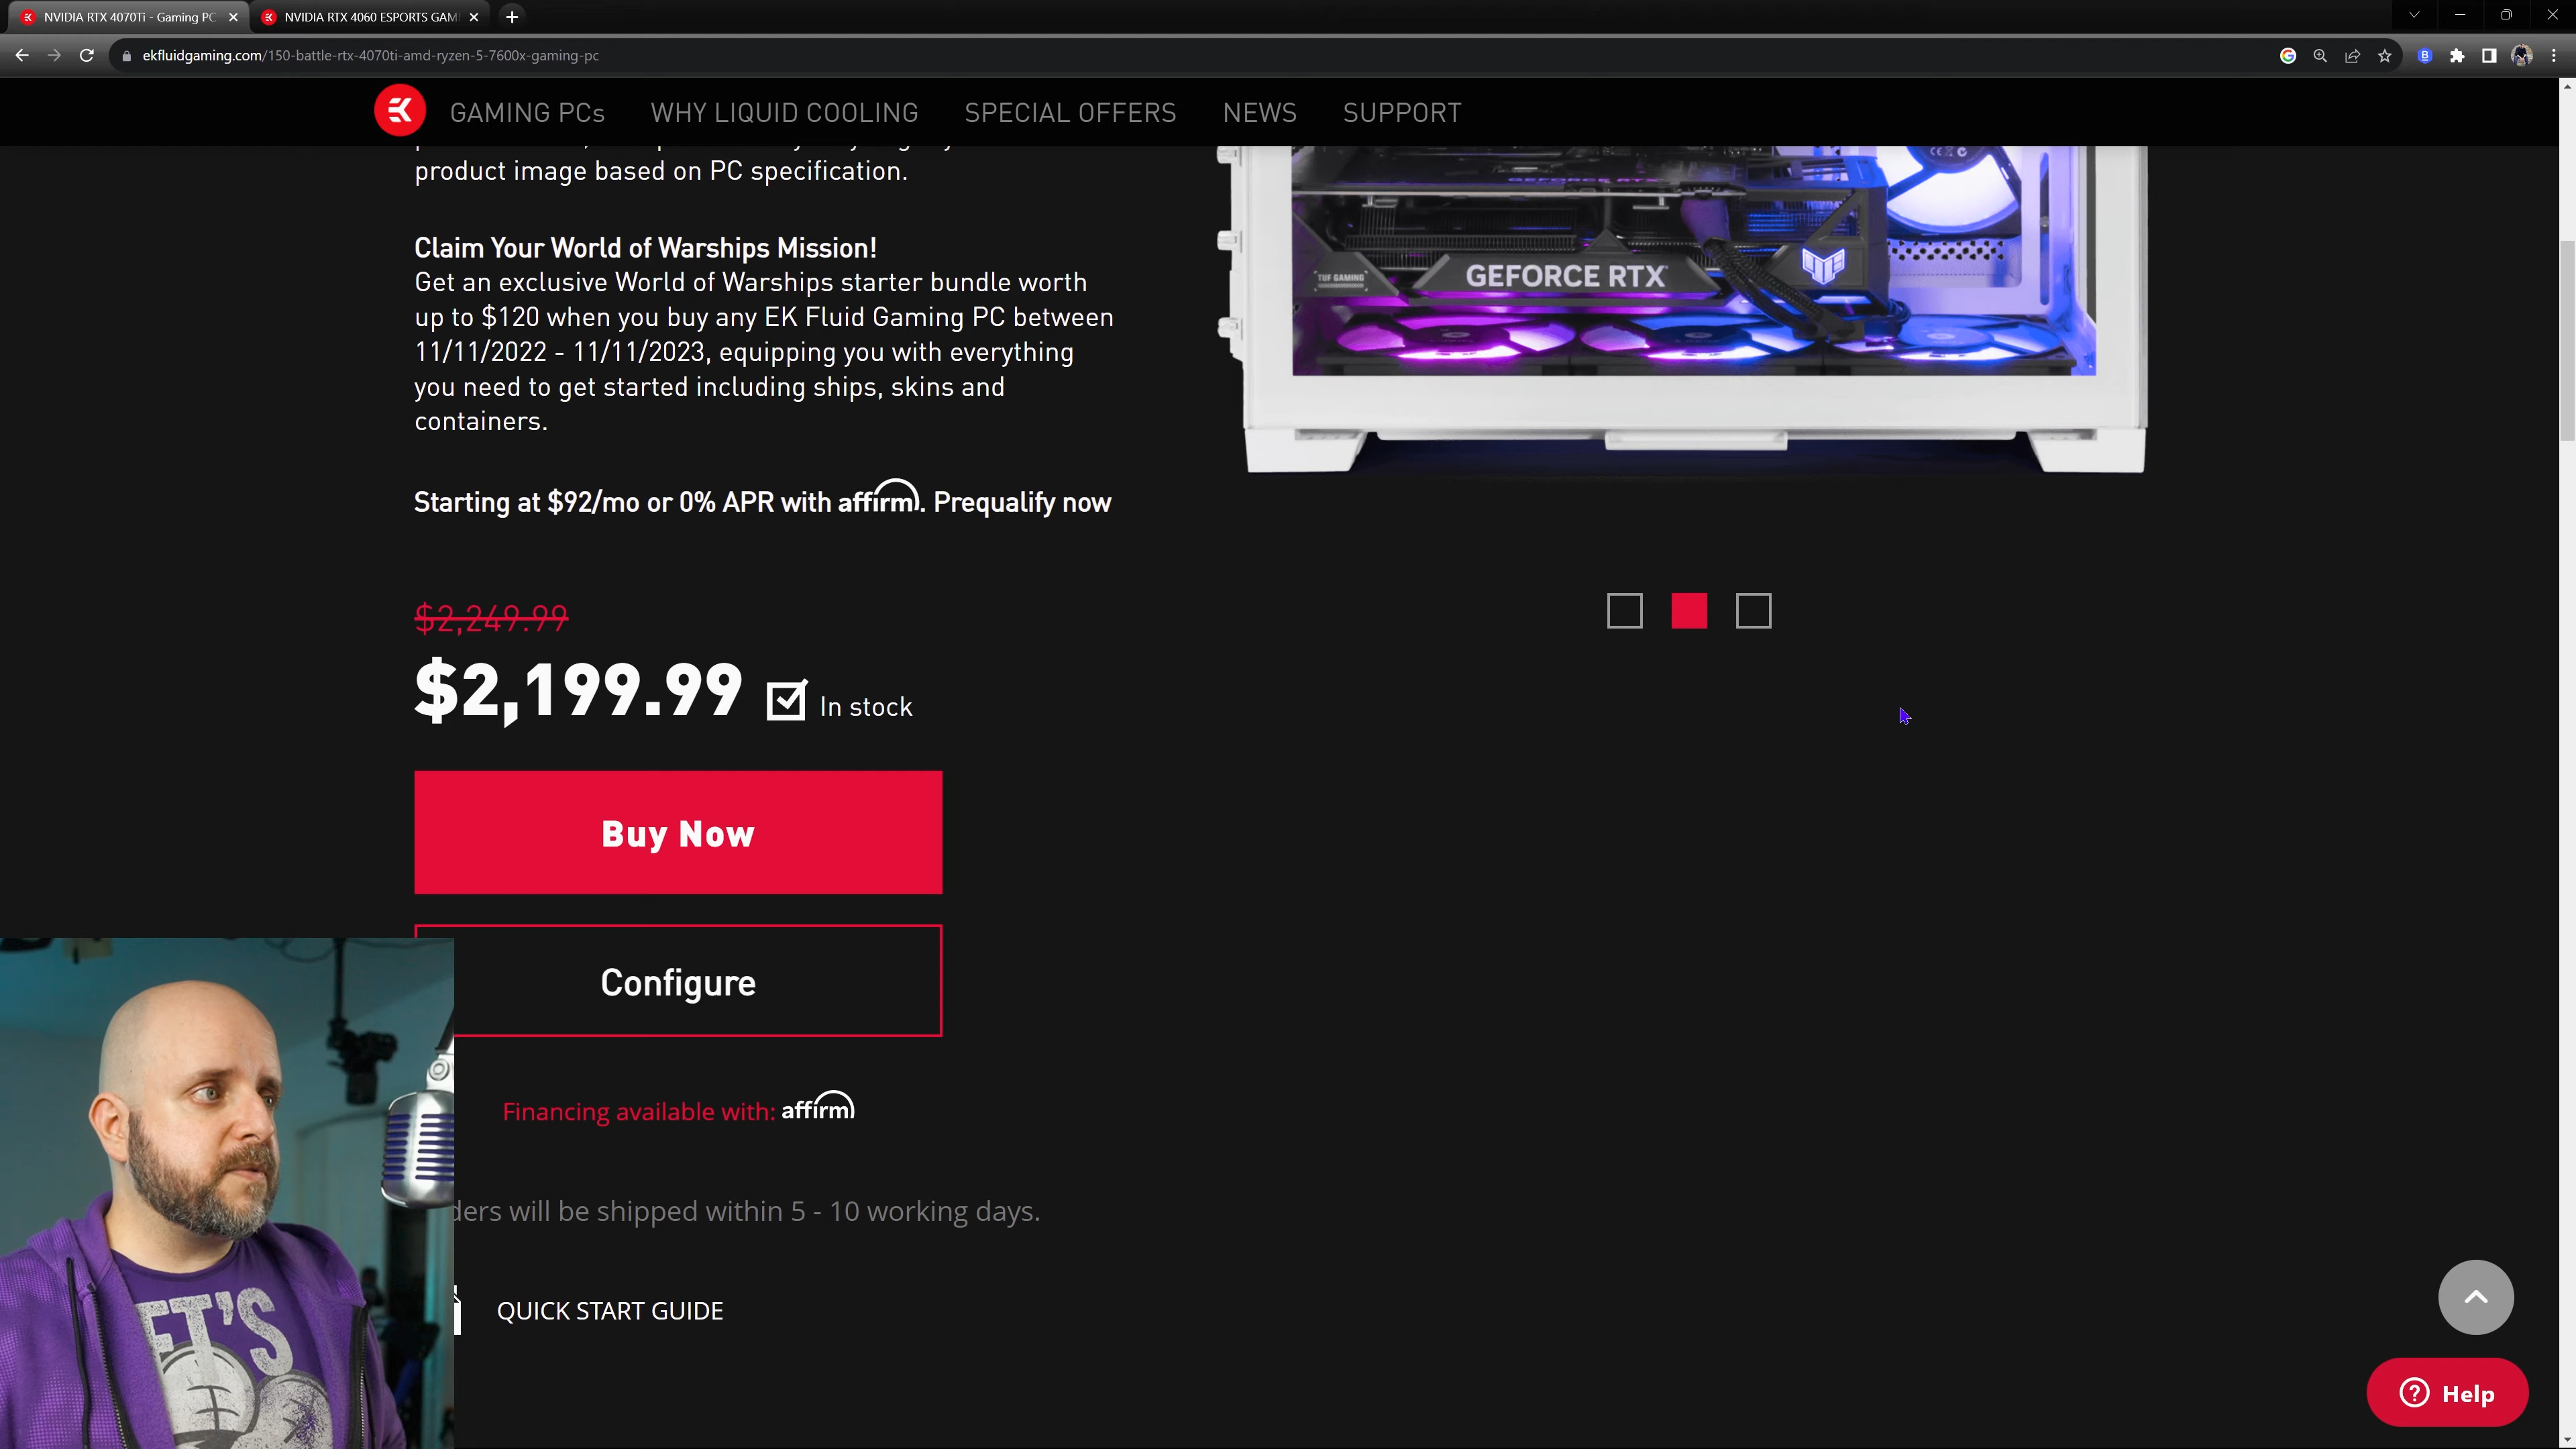 NVIDIA RTX 4070Ti - Gaming PC
NVIDIA RTX 4060 ESPORTS GAMI
ekfluidgaming.com/150-battle-rtx-4070ti-amd-ryzen-5-7600x-gaming-pc
GAMING PCs
WHY LIQUID COOLING
SPECIAL OFFERS
NEWS
SUPPORT
product image based on PC specification.
Claim Your World of Warships Mission!
Get an exclusive World of Warships starter bundle worth
up to $120 when you buy any EK Fluid Gaming PC between
11/11/2022 - 11/11/2023, equipping you with everything
you need to get started including ships, skins and
containers.
Starting at $92/mo or 0% APR with affirm. Prequalify now
$2,249.99
$2,199.99
In stock
Buy Now
Configure
Financing available with: affirm
ders will be shipped within 5 - 10 working days.
QUICK START GUIDE
GEFORCE RTX
TUF GAMING
GEFORCE RTX
LET'S
Help